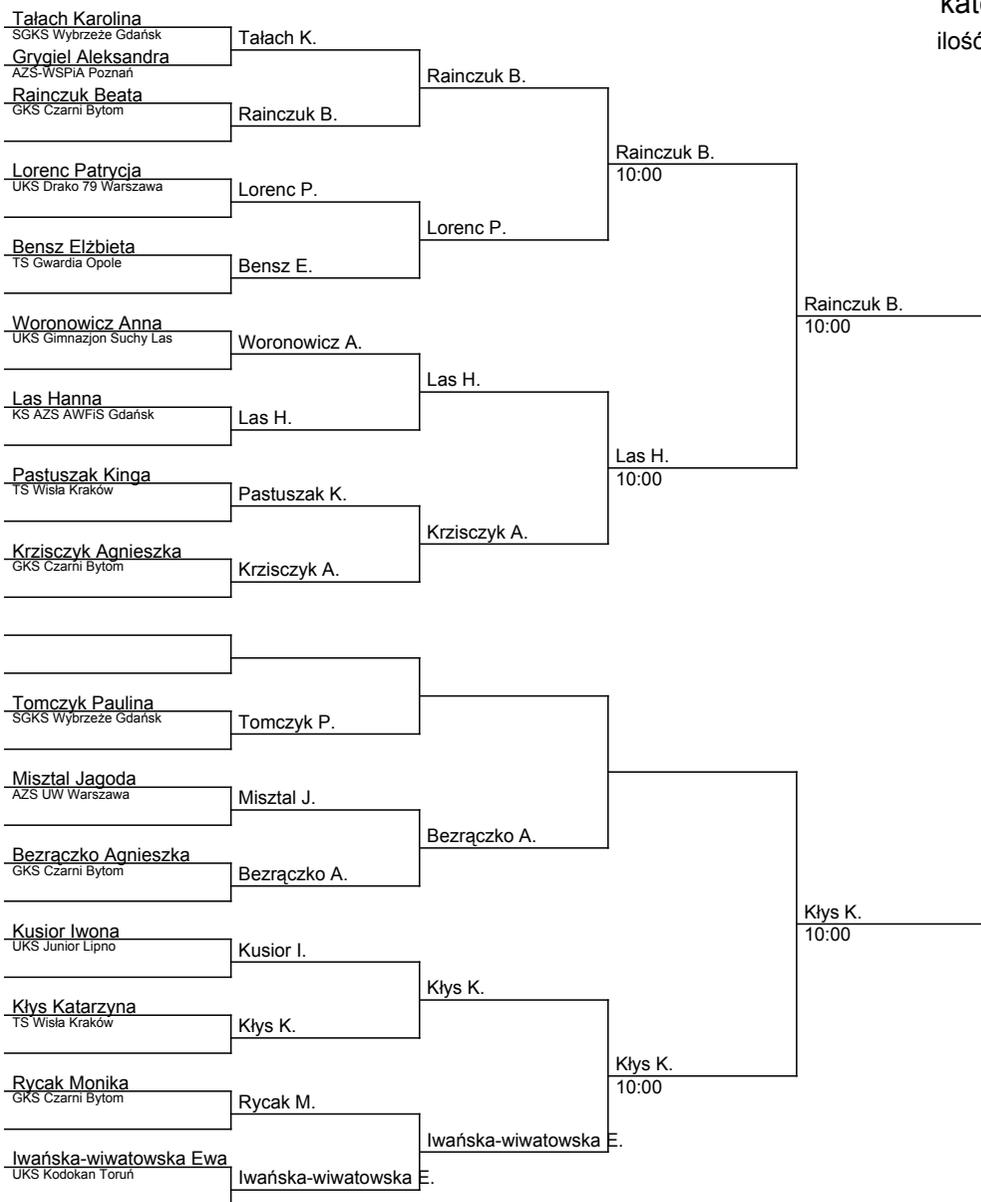 kat
ilość
Tałach Karolina
SGKS Wybrzeże Gdańsk
Grygiel Aleksandra
AZS-WSPiA Poznań
Rainczuk Beata
GKS Czarni Bytom
Lorenc Patrycja
UKS Drako 79 Warszawa
Bensz Elżbieta
TS Gwardia Opole
Woronowicz Anna
UKS Gimnazjon Suchy Las
Las Hanna
KS AZS AWFiS Gdańsk
Pastuszak Kinga
TS Wisła Kraków
Krzisczyk Agnieszka
GKS Czarni Bytom
Tomczyk Paulina
SGKS Wybrzeże Gdańsk
Misztal Jagoda
AZS UW Warszawa
Bezrączko Agnieszka
GKS Czarni Bytom
Kusior Iwona
UKS Junior Lipno
Kłys Katarzyna
TS Wisła Kraków
Rycak Monika
GKS Czarni Bytom
Iwańska-wiwatowska Ewa
UKS Kodokan Toruń
Tałach K.
Rainczuk B.
Lorenc P.
Bensz E.
Woronowicz A.
Las H.
Pastuszak K.
Krzisczyk A.
Tomczyk P.
Misztal J.
Bezrączko A.
Kusior I.
Kłys K.
Rycak M.
Iwańska-wiwatowska E.
Rainczuk B.
Lorenc P.
Las H.
Krzisczyk A.
Bezrączko A.
Kłys K.
Iwańska-wiwatowska E.
Rainczuk B.
10:00
Las H.
10:00
Kłys K.
10:00
Rainczuk B.
10:00
Kłys K.
10:00